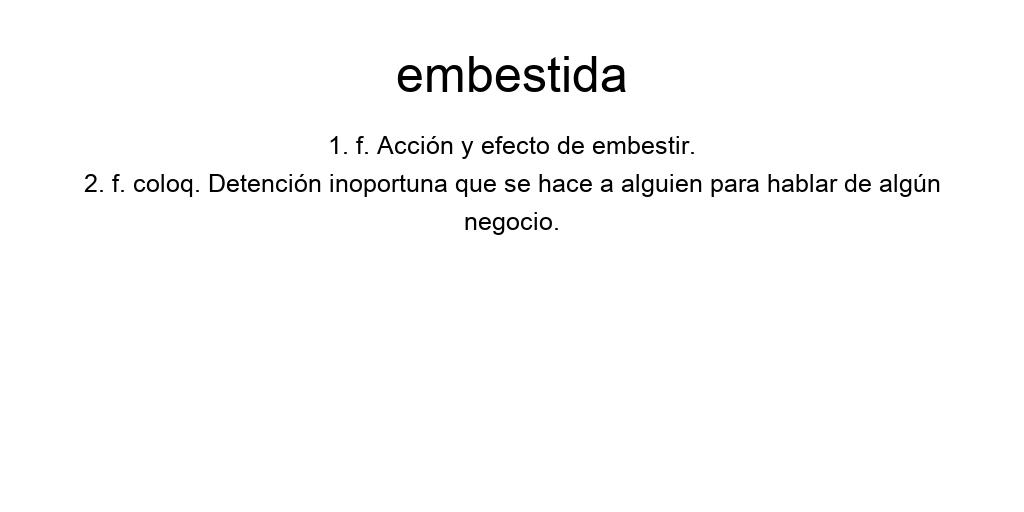 embestida
1. f. Acción y efecto de embestir.
2. f. coloq. Detención inoportuna que se hace a alguien para hablar de algún
negocio.